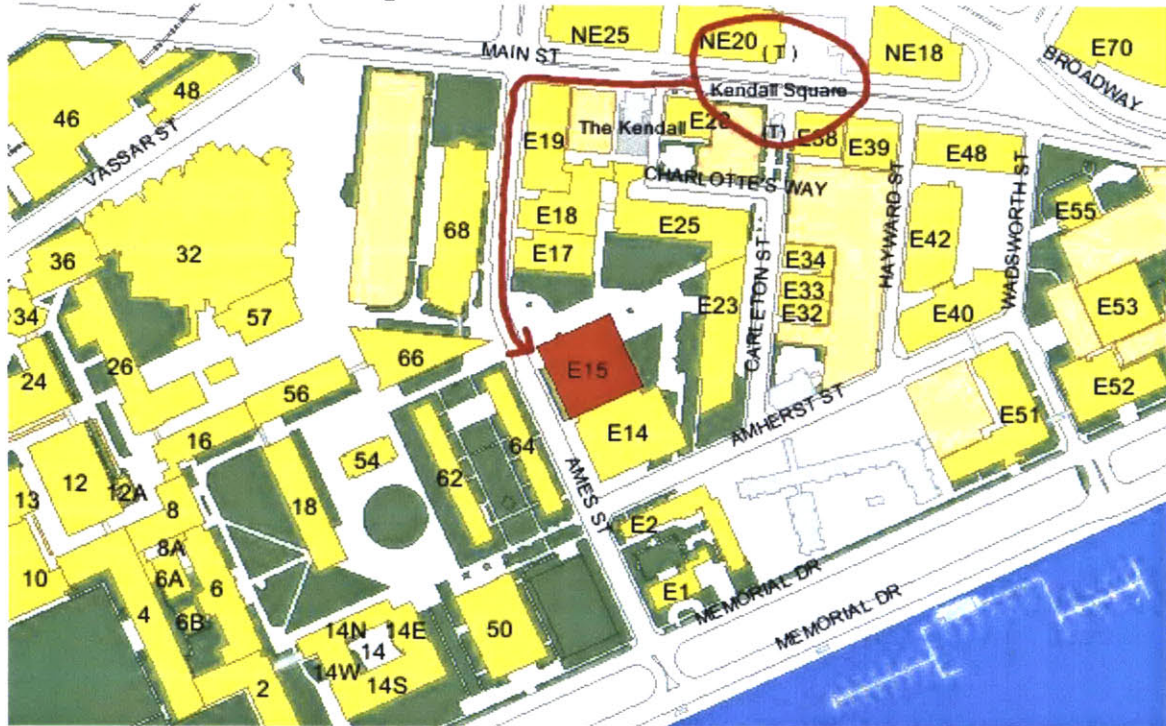 NE25
NE20
( T )
NE18
E70
MAIN ST
BROADWAY
Kendall Square
46
48
VASSAR ST
E19
The Kendall
(T)
E38
E39
E48
CHARLOTTE'S WAY
68
E18
E25
E17
36
32
E34
E33
E32
CARLETON ST
HAYWARD ST
E42
WADSWORTH ST
E55
E53
E40
E23
34
57
26
24
66
E15
E52
56
E14
AMHERST ST
E51
16
54
62
64
12
12A
13
18
AMES ST
8
8A
E2
10
6A
6
E1
MEMORIAL DR
MEMORIAL DR
4
6B
14N
14E
50
14
14W
14S
2